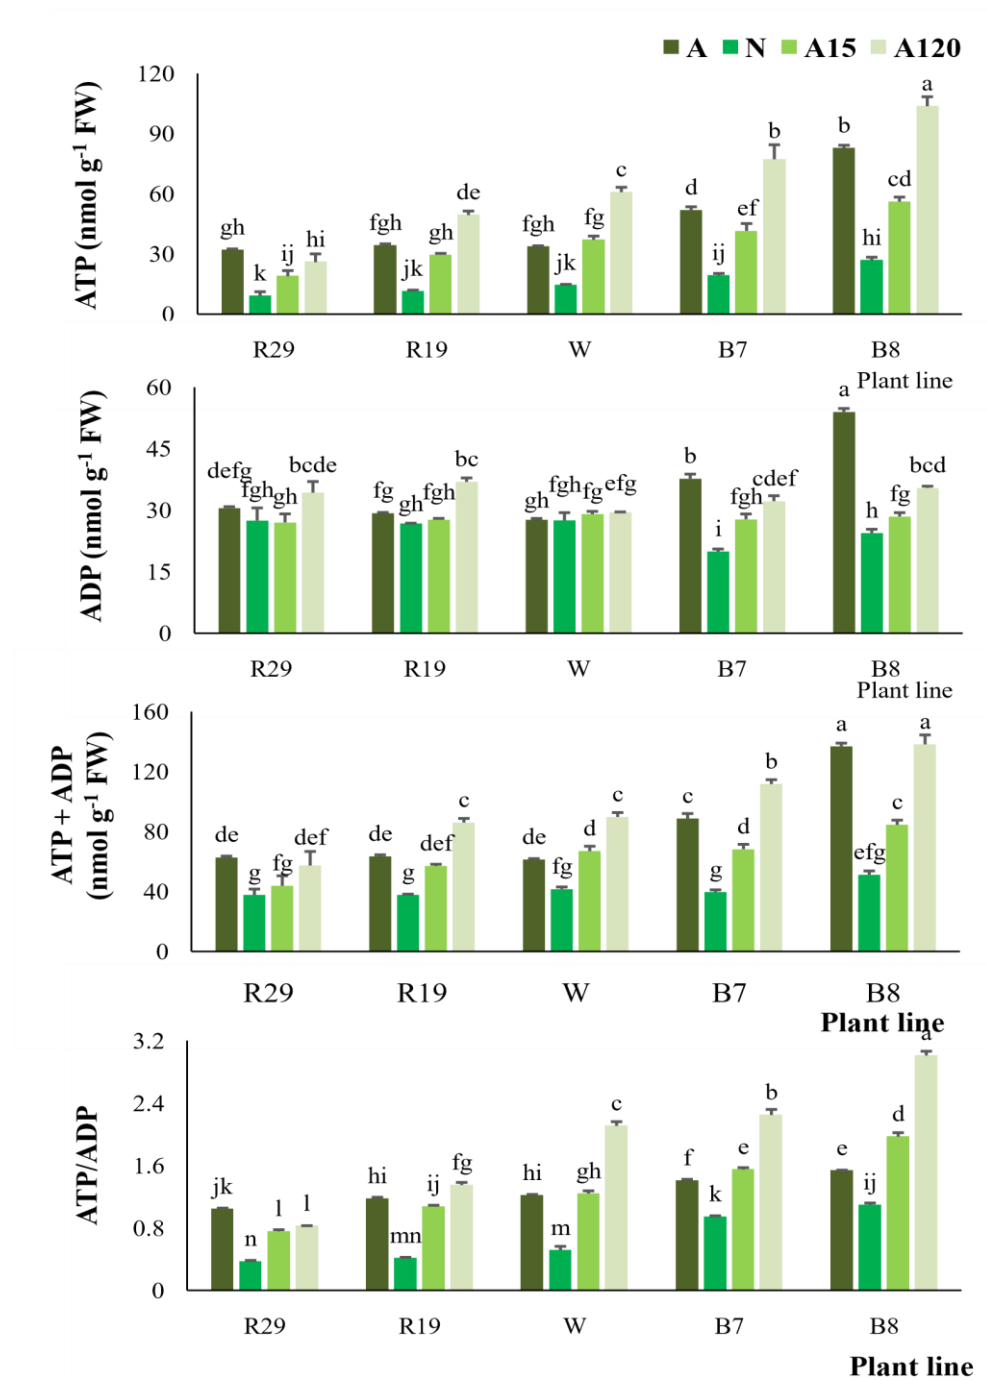 A N A15 A120
ATP (nmol g-1 FW)
120
90
60
30
0
gh k ij hi
fgh jk gh de
fgh jk fg c
d ij ef b
b hi cd a
R29 R19 W B7 B8
Plant line
ADP (nmol g-1 FW)
60
45
30
15
0
defg fgh gh bcde
fg gh fgh bc
gh fgh fg efg
b i fgh cdef
a h fg bcd
R29 R19 W B7 B8
Plant line
ATP + ADP
(nmol g-1 FW)
160
120
80
40
0
de g fg def
de g def c
de fg d c
c g d b
a efg c a
R29 R19 W B7 B8
Plant line
ATP/ADP
3.2
2.4
1.6
0.8
0
jk n l l
hi mn ij fg
hi m gh c
f k e b
e ij d a
R29 R19 W B7 B8
Plant line